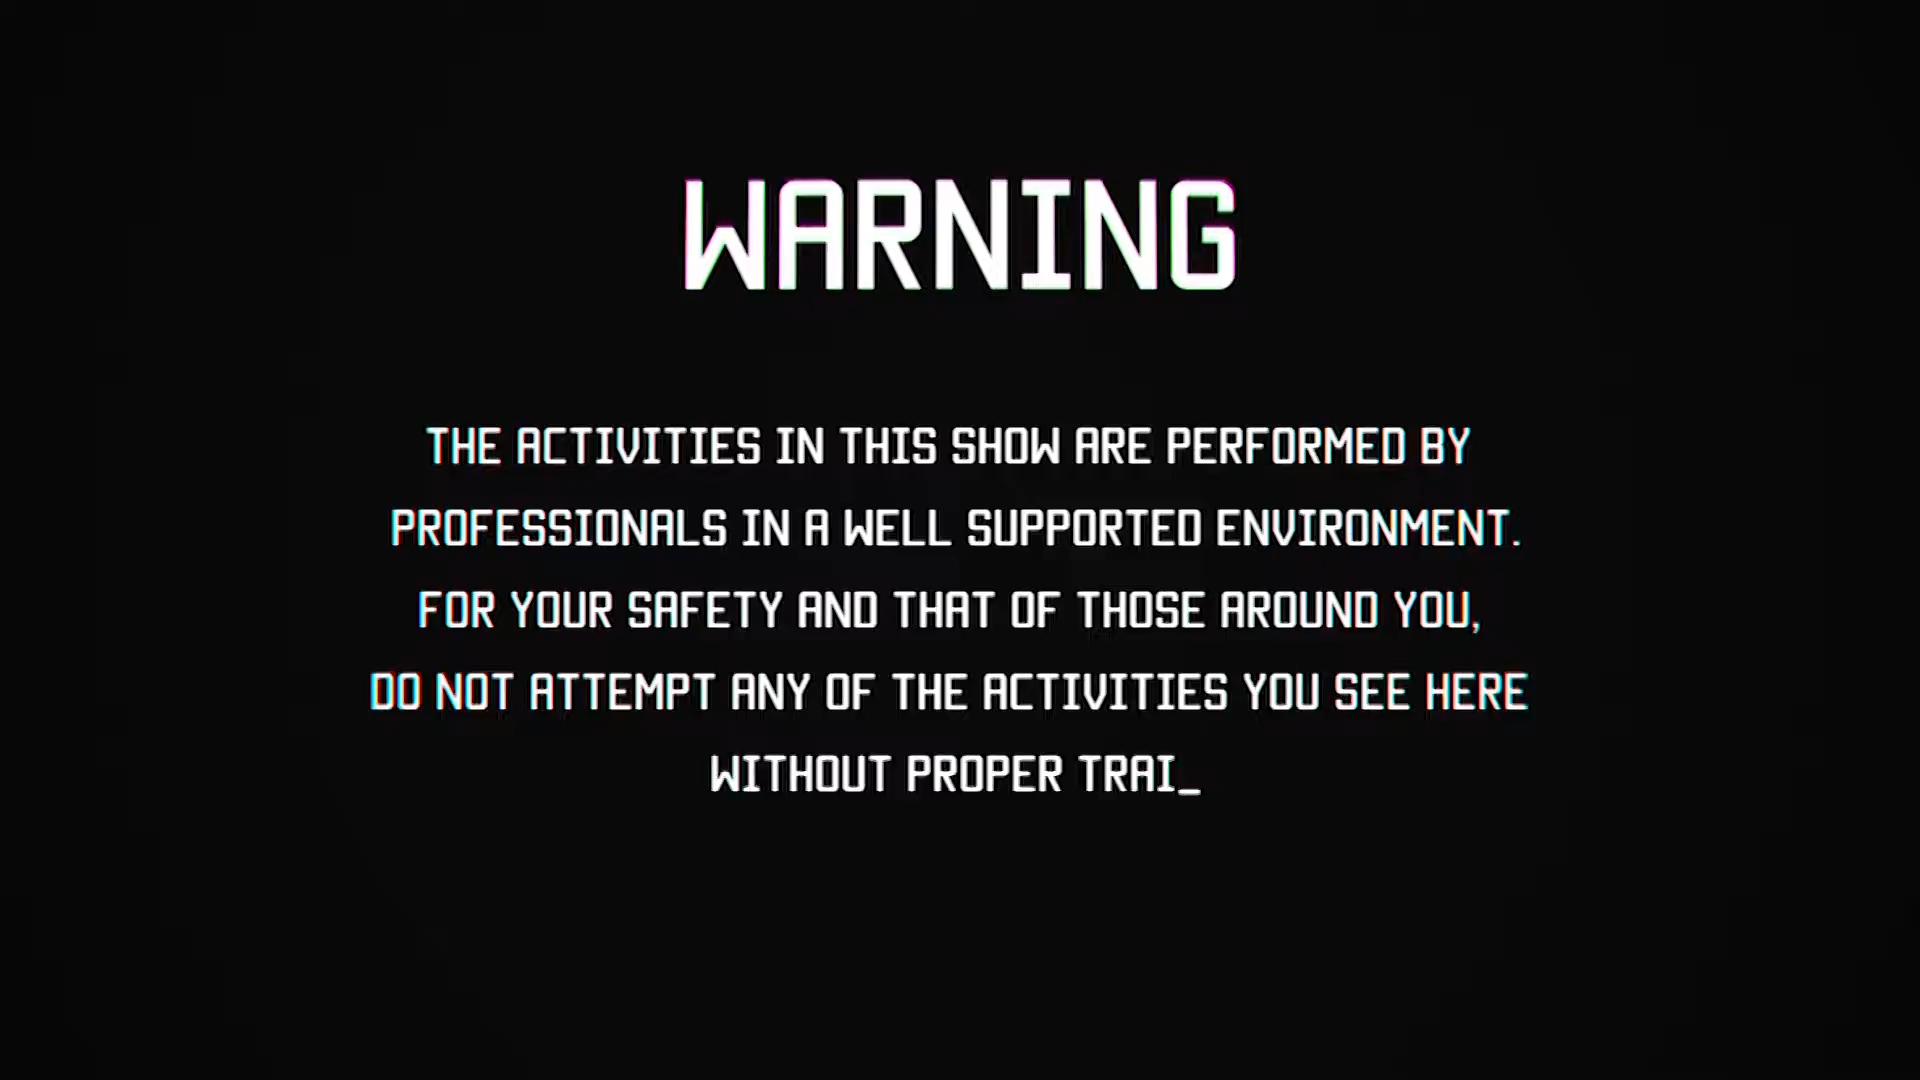 WARNING
THE ACTIVITIES IN THIS SHOW ARE PERFORMED BY
PROFESSIONALS IN A WELL SUPPORTED ENVIRONMENT.
FOR YOUR SAFETY AND THAT OF THOSE AROUND YOU,
DO NOT ATTEMPT ANY OF THE ACTIVITIES YOU SEE HERE
WITHOUT PROPER TRAI_